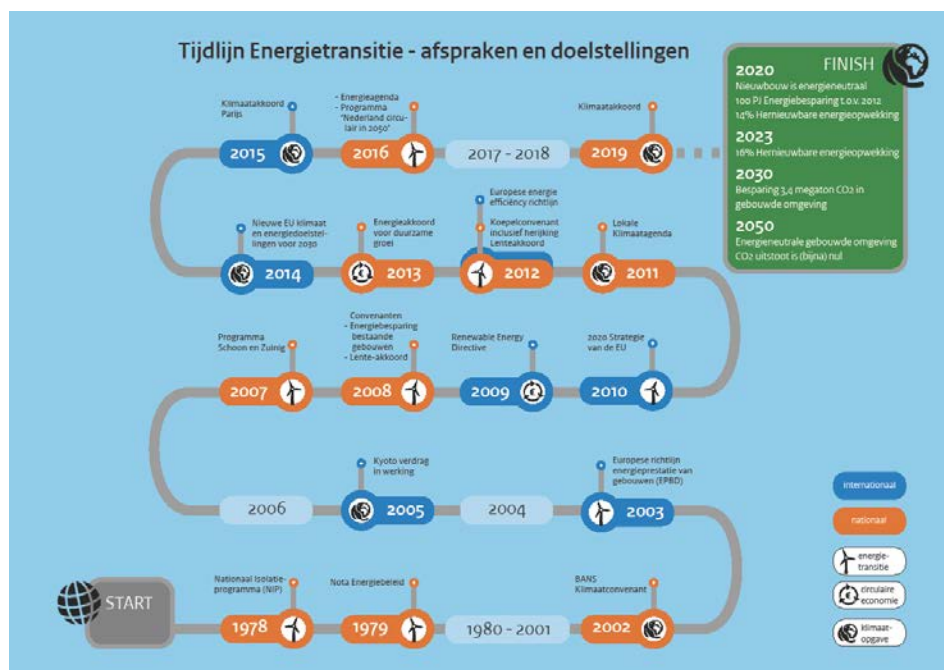 Tijdlijn Energietransitie - afspraken en doelstellingen
FINISH
2020
Nieuwbouw is energieneutraal
100 PJ Energiebesparing t.o.v. 2012
14% Hernieuwbare energieopwekking
2023
16% Hernieuwbare energieopwekking
2030
Besparing 3,4 megaton CO2 in
gebouwde omgeving
2050
Energieneutrale gebouwde omgeving
CO2 uitstoot is (bijna) nul
Klimaatakkoord
Parijs
2015
- Energieagenda
- Programma
"Nederland circu-
lair in 2050"
2016
2017 - 2018
Klimaatakkoord
2019
Nieuwe EU klimaat
en energiedoelstel-
lingen voor 2030
2014
Energieakkoord
voor duurzame
groei
2013
Europese energie
efficiency richtlijn
Koepelconvenant
inclusief herijking
Lenteakkoord
2012
Lokale
Klimaatagenda
2011
Programma
Schoon en Zuinig
2007
Convenanten
- Energiebesparing
bestaande
gebouwen
- Lente-akkoord
2008
Renewable Energy
Directive
2009
2020 Strategie
van de EU
2010
2006
Kyoto verdrag
in werking
2005
2004
Europese richtlijn
energieprestatie van
gebouwen (EPBD)
2003
START
Nationaal Isolatie-
programma (NIP)
1978
Nota Energiebeleid
1979
1980 - 2001
BANS
Klimaatconvenant
2002
internationaal
nationaal
energie-
transitie
circulaire
economie
klimaat-
opgave